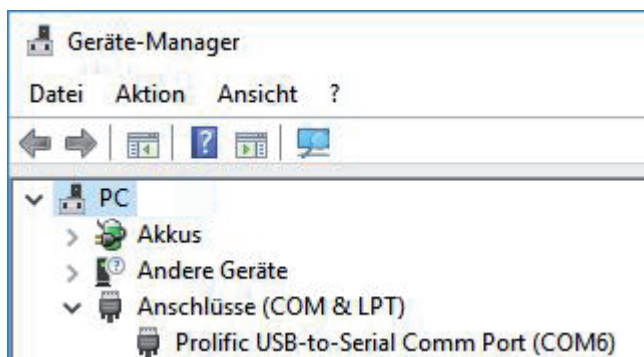 Geräte-Manager
Datei Aktion Ansicht ?
PC
Akkus
Andere Geräte
Anschlüsse (COM & LPT)
Prolific USB-to-Serial Comm Port (COM6)